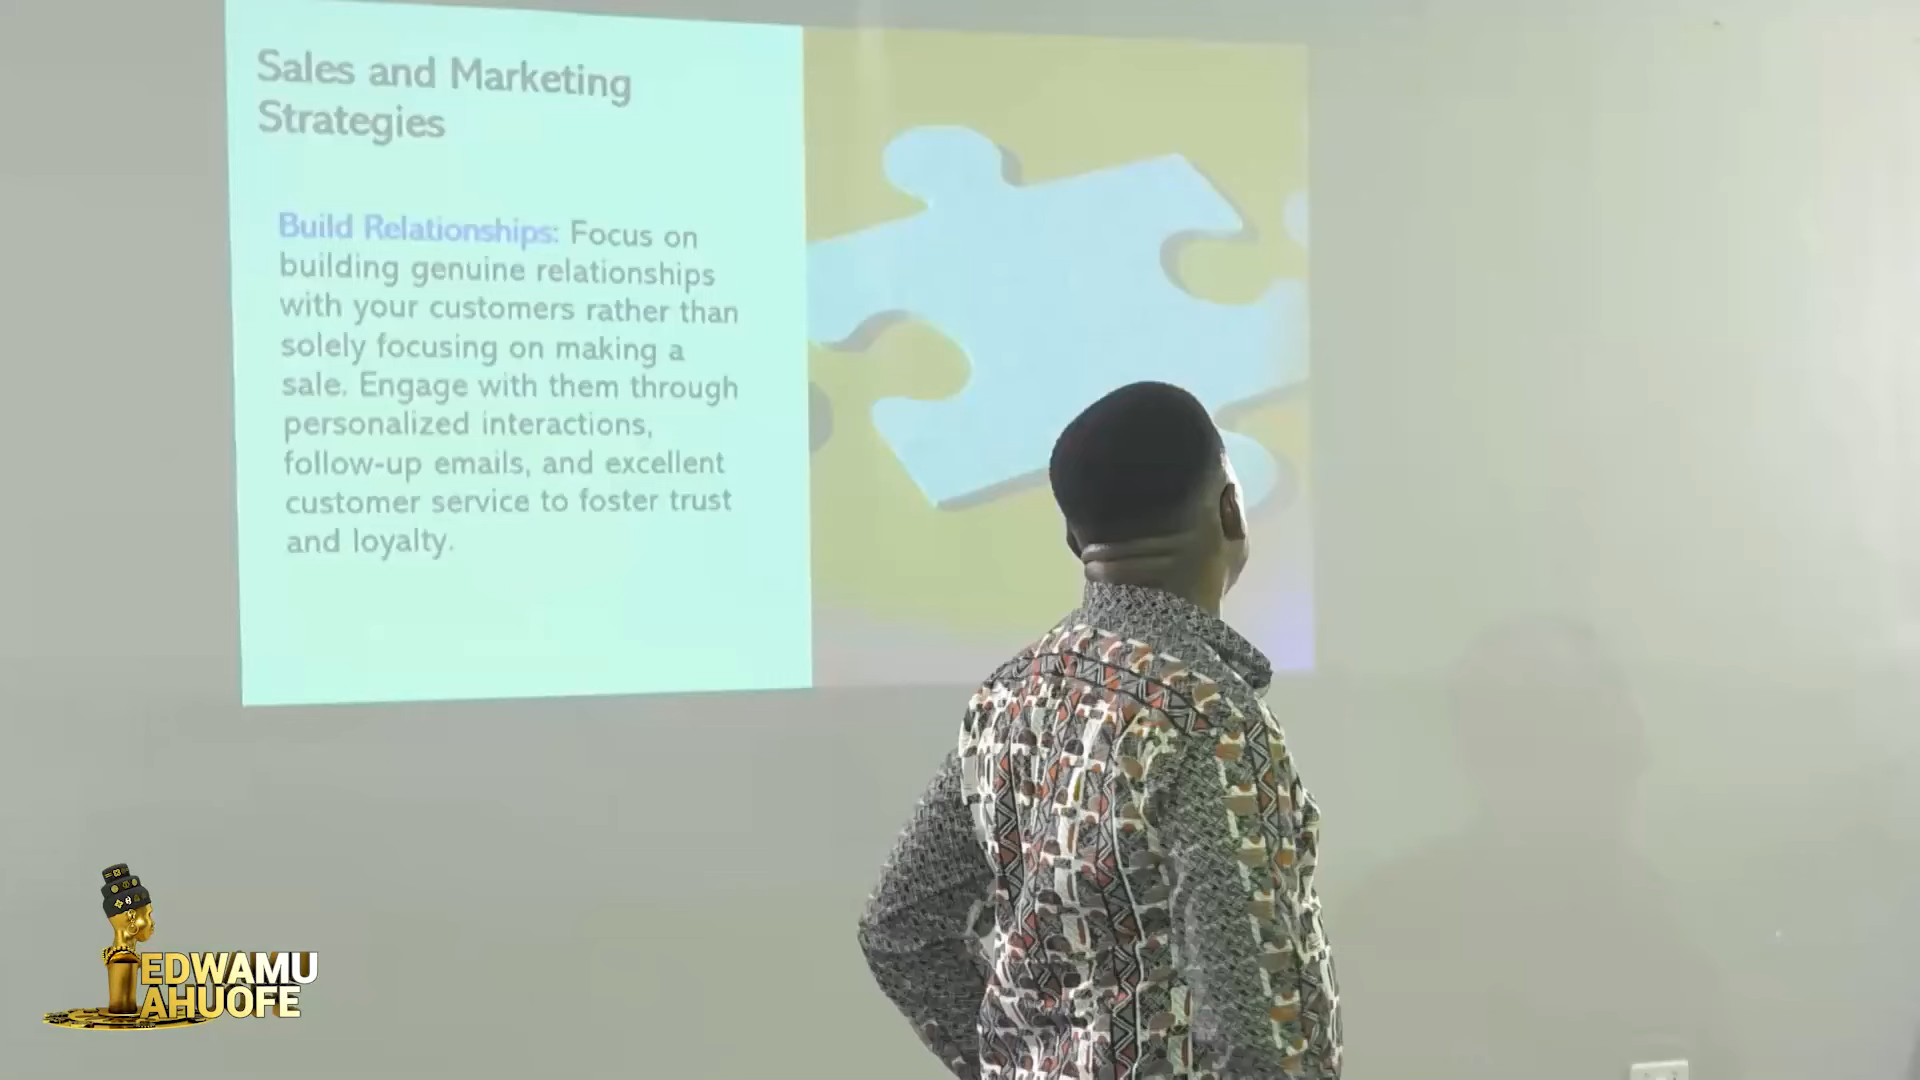 Sales and Marketing
Strategies
Build Relationships: Focus on
building genuine relationships
with your customers rather than
solely focusing on making a
sale. Engage with them through
personalized interactions,
follow-up emails, and excellent
customer service to foster trust
and loyalty.
EDWAMU
AHUOFE